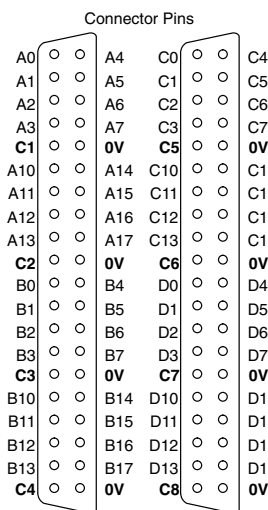 Connector Pins
A0 A4 C0 C4
A1 A5 C1 C5
A2 A6 C2 C6
A3 A7 C3 C7
C1 0V C5 0V
A10 A14 C10 C1
A11 A15 C11 C1
A12 A16 C12 C1
A13 A17 C13 C1
C2 0V C6 0V
B0 B4 D0 D4
B1 B5 D1 D5
B2 B6 D2 D6
B3 B7 D3 D7
C3 0V C7 0V
B10 B14 D10 D1
B11 B15 D11 D1
B12 B16 D12 D1
B13 B17 D13 D1
C4 0V C8 0V